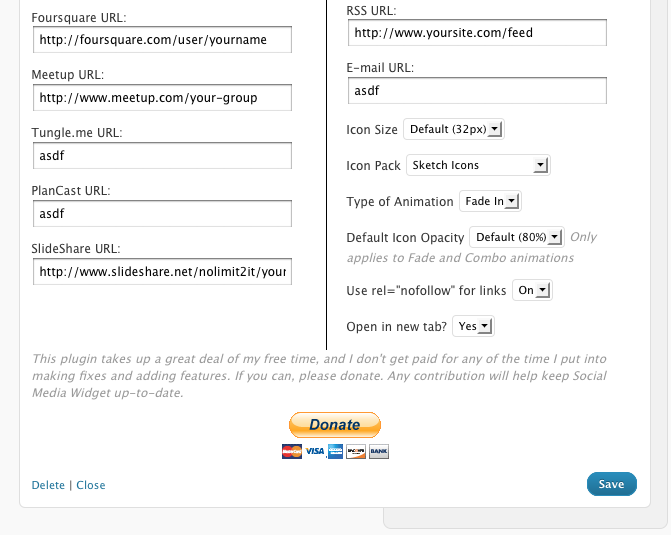 Foursquare URL:
http://foursquare.com/user/yourname
Meetup URL:
http://www.meetup.com/your-group
Tungle.me URL:
asdf
PlanCast URL:
asdf
SlideShare URL:
http://www.slideshare.net/nolimit2it/your
RSS URL:
http://www.yoursite.com/feed
E-mail URL:
asdf
Icon Size Default (32px)
Icon Pack Sketch Icons
Type of Animation Fade In
Default Icon Opacity Default (80%) Only
applies to Fade and Combo animations
Use rel="nofollow" for links On
Open in new tab? Yes
This plugin takes up a great deal of my free time, and I don't get paid for any of the time I put into
making fixes and adding features. If you can, please donate. Any contribution will help keep Social
Media Widget up-to-date.
Donate
MasterCard VISA AMEX DISCOVER BANK
Delete | Close
Save